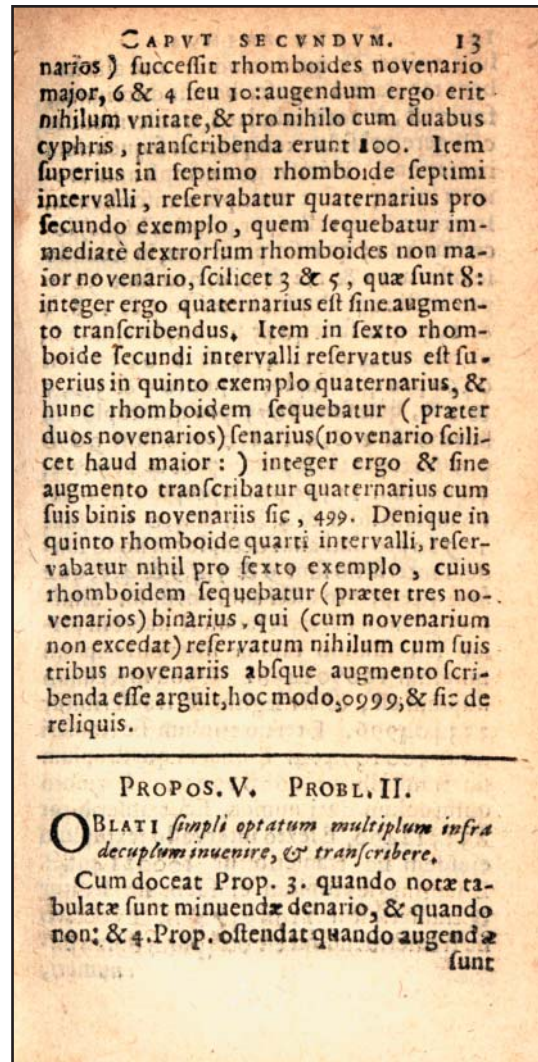 CAPVT SECVNDVM. 13
narios) ſucceſſit rhomboides novenario
major, 6 & 4 ſeu 10: augendum ergo erit
nihilum vnitate, & pro nihilo cum duabus
cyphris, tranſcribenda erunt 100. Item
ſuperius in ſeptimo rhomboide ſeptimi
intervalli, reſervabatur quaternarius pro
ſecundo exemplo, quem ſequebatur im-
mediatè dextrorſum rhomboides non ma-
ior novenario, ſcilicet 3 & 5, quæ ſunt 8:
integer ergo quaternarius eſt ſine augmen-
to tranſcribendus. Item in ſexto rhom-
boide ſecundi intervalli reſervatus eſt ſu-
perius in quinto exemplo quaternarius, &
hunc rhomboidem ſequebatur (præter
duos novenarios) ſenarius (novenario ſcili-
cet haud maior:) integer ergo & ſine
augmento tranſcribatur quaternarius cum
ſuis binis novenariis ſic, 499. Denique in
quinto rhomboide quarti intervalli, reſer-
vabatur nihil pro ſexto exemplo, cuius
rhomboidem ſequebatur (præter tres no-
venarios) binarius, qui (cum novenarium
non excedat) reſervatum nihilum cum ſuis
tribus novenariis abſque augmento ſcri-
benda eſſe arguit, hoc modo, 0999, & ſic de
reliquis.
PROPOS. V. PROBL. II.
OBLATI ſimpli optatum multiplum infra
decuplum inuenire, & tranſcribere.
Cum doceat Prop. 3. quando notæ ta-
bulatæ ſunt minuendæ denario, & quando
non: & 4. Prop. oſtendat quando augendæ
ſunt